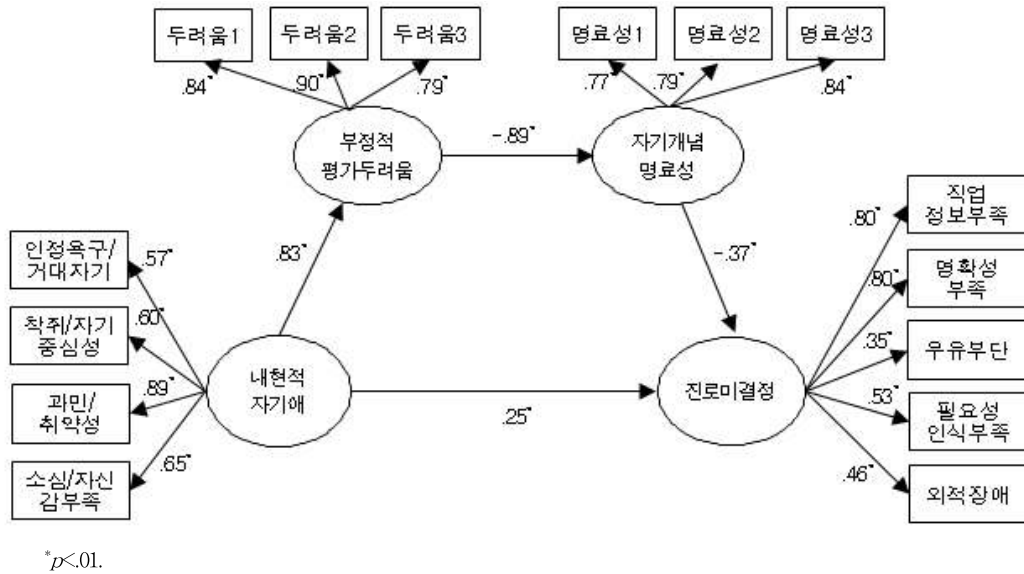 두려움1
두려움2
두려움3
명료성1
명료성2
명료성3
.84*
.90*
.79*
.77*
.79*
.84*
부정적
평가두려움
-.89*
자기개념
명료성
인정욕구/
거대자기
.57*
착취/자기
중심성
.60*
과민/
취약성
.89*
소심/자신
감부족
.65*
.83*
내현적
자기애
.25*
-.37*
진로미결정
.80*
직업
정보부족
.80*
명확성
부족
.35*
우유부단
.53*
필요성
인식부족
.46*
외적장애
*p<.01.